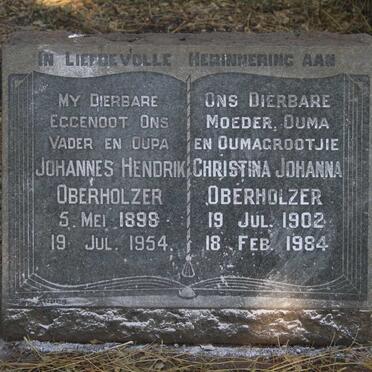 IN LIEFDEVOLLE HERINNERING AAN
MY DIERBARE
EGGENOOT ONS
VADER EN OUPA
JOHANNES HENDRIK
OBERHOLZER
5 MEI 1898
19 JUL. 1954
ONS DIERBARE
MOEDER, OUMA
EN OUMAGROOTJIE
CHRISTINA JOHANNA
OBERHOLZER
19 JUL. 1902
18 FEB. 1984